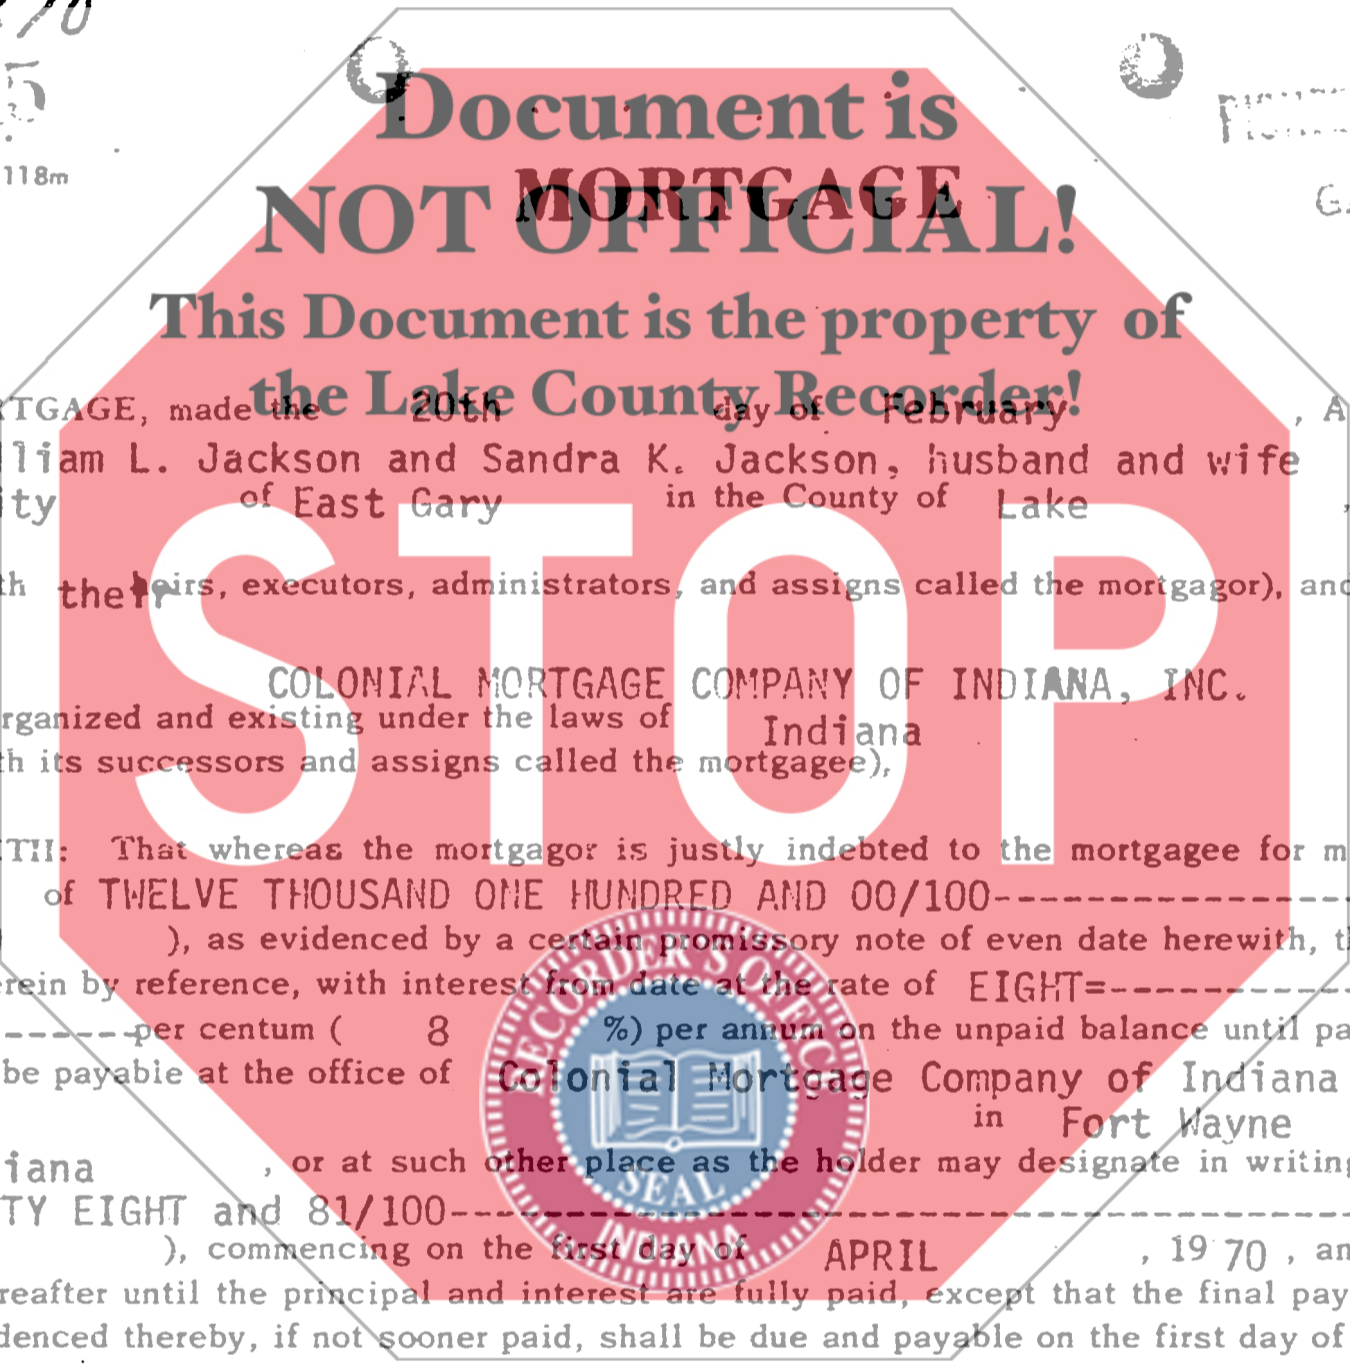 118m
Document is
MORTGAGE
NOT OFFICIAL!
This Document is the property of
the Lake County Recorder!
TGAGE, made the 20th day of February , A
liam L. Jackson and Sandra K. Jackson, husband and wife
ity of East Gary in the County of Lake ,
th their heirs, executors, administrators, and assigns called the mortgagor), and
STOP
COLONIAL MORTGAGE COMPANY OF INDIANA, INC.
rganized and existing under the laws of Indiana
th its successors and assigns called the mortgagee),
TH: That whereas the mortgagor is justly indebted to the mortgagee for m
of TWELVE THOUSAND ONE HUNDRED AND 00/100----------------
), as evidenced by a certain promissory note of even date herewith, th
rein by reference, with interest from date at the rate of EIGHT=-----------
------per centum ( 8 %) per annum on the unpaid balance until pa
be payable at the office of Colonial Mortgage Company of Indiana
in Fort Wayne
iana , or at such other place as the holder may designate in writing
TY EIGHT and 81/100--------------------------------
), commencing on the first day of APRIL , 19 70 , an
reafter until the principal and interest are fully paid, except that the final pay
denced thereby, if not sooner paid, shall be due and payable on the first day of
RECORDER'S OFFICE
SEAL
INDIANA